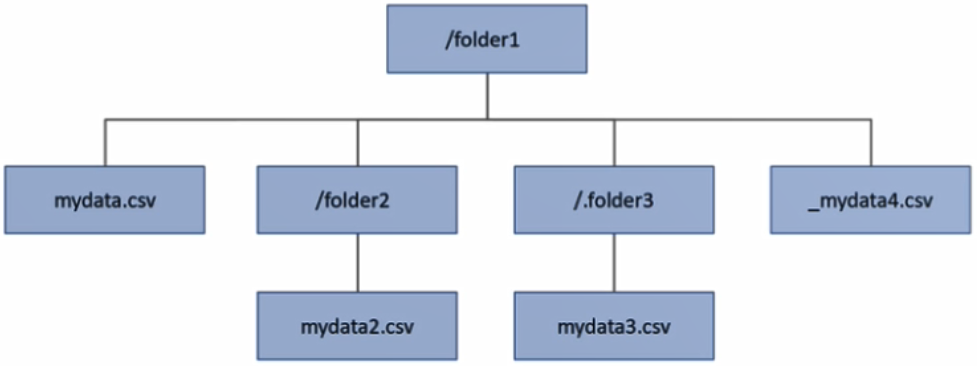 /folder1
mydata.csv
/folder2
/.folder3
_mydata4.csv
mydata2.csv
mydata3.csv